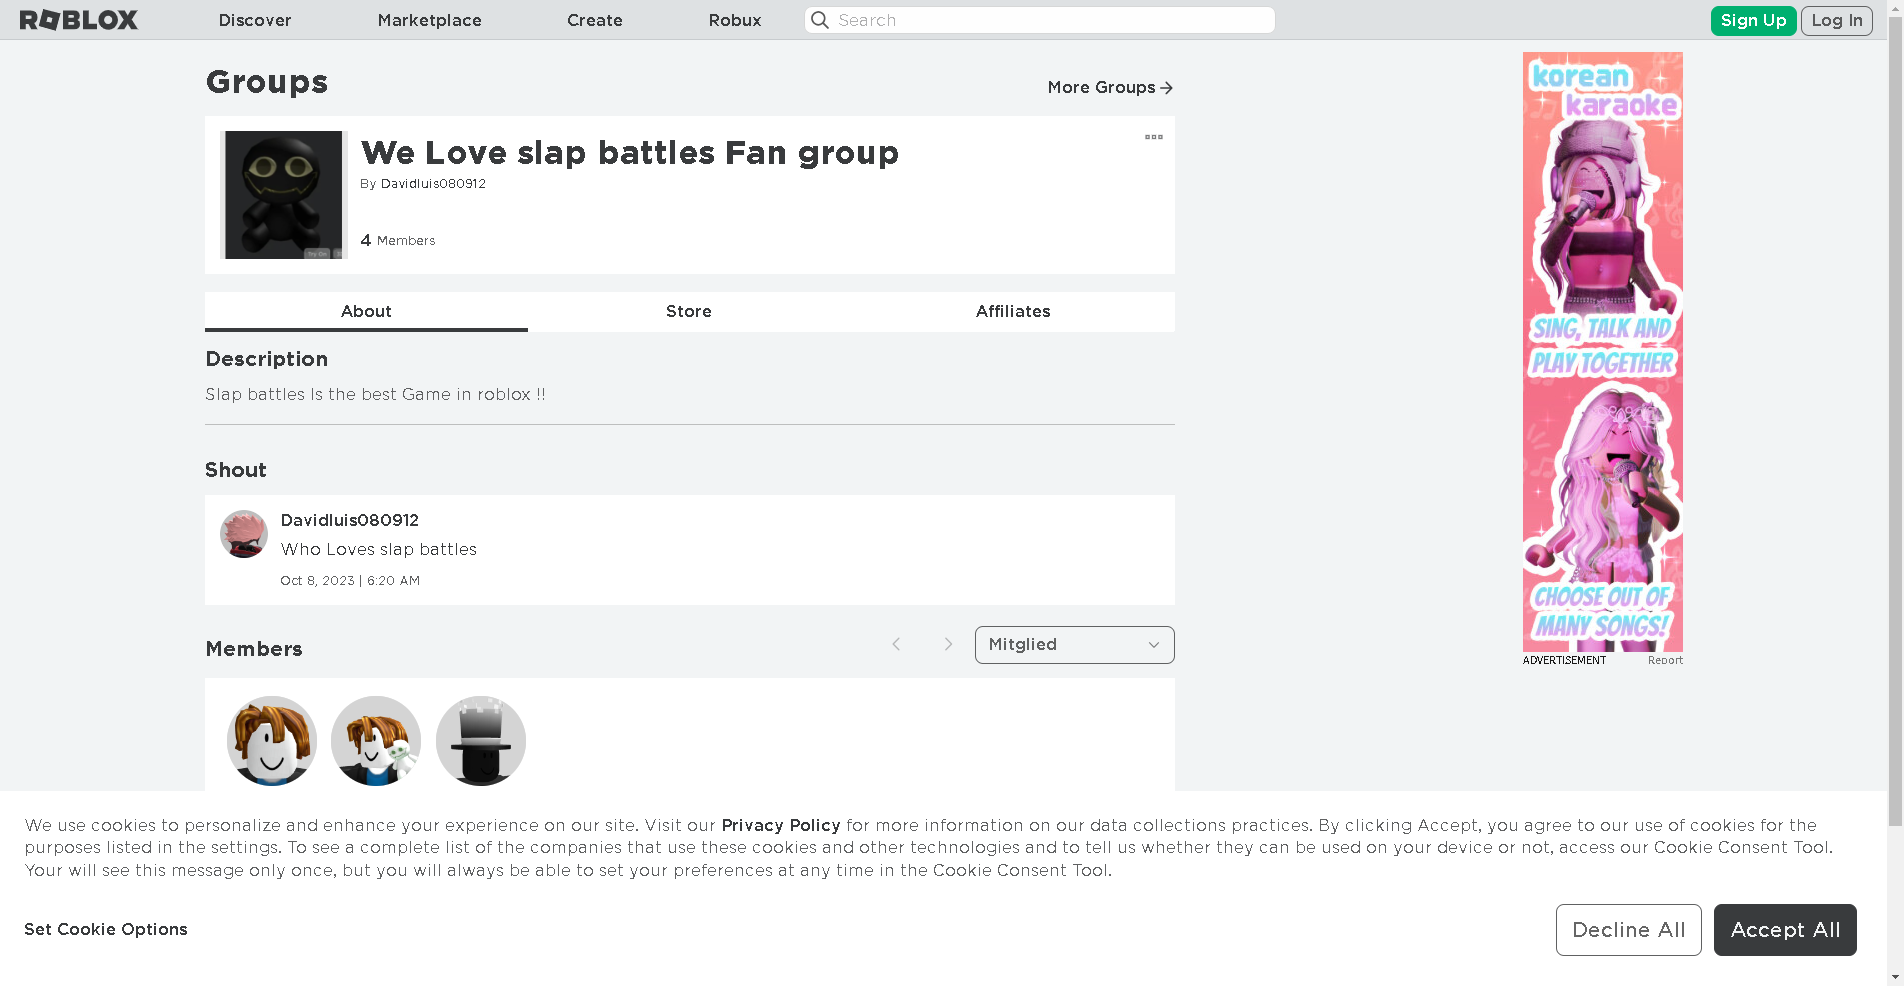 ROBLOX Discover Marketplace Create Robux Search Sign Up Log In
Groups
More Groups
We Love slap battles Fan group
By Davidluis080912
4 Members
Try On
About Store Affiliates
Description
Slap battles Is the best Game in roblox !!
Shout
Davidluis080912
Who Loves slap battles
Oct 8, 2023 | 6:20 AM
Members
Mitglied
korean
karaoke
SING, TALK AND
PLAY TOGETHER
CHOOSE OUT OF
MANY SONGS!
ADVERTISEMENT Report
We use cookies to personalize and enhance your experience on our site. Visit our Privacy Policy for more information on our data collections practices. By clicking Accept, you agree to our use of cookies for the
purposes listed in the settings. To see a complete list of the companies that use these cookies and other technologies and to tell us whether they can be used on your device or not, access our Cookie Consent Tool.
Your will see this message only once, but you will always be able to set your preferences at any time in the Cookie Consent Tool.
Set Cookie Options
Decline All
Accept All